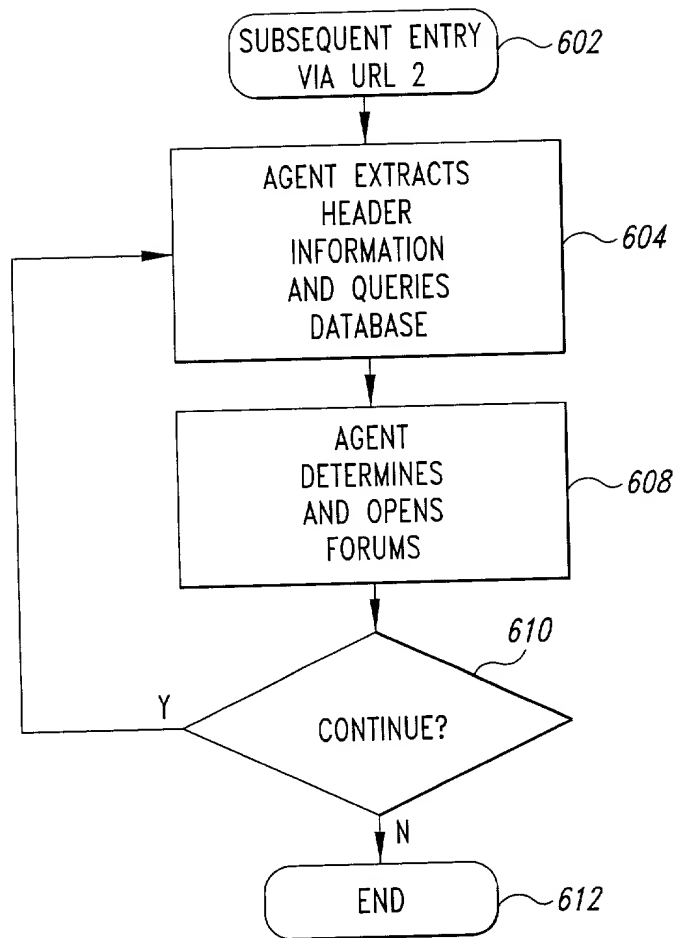 SUBSEQUENT ENTRY
VIA URL 2
602
AGENT EXTRACTS
HEADER
INFORMATION
AND QUERIES
DATABASE
604
AGENT
DETERMINES
AND OPENS
FORUMS
608
610
Y
CONTINUE?
N
END
612